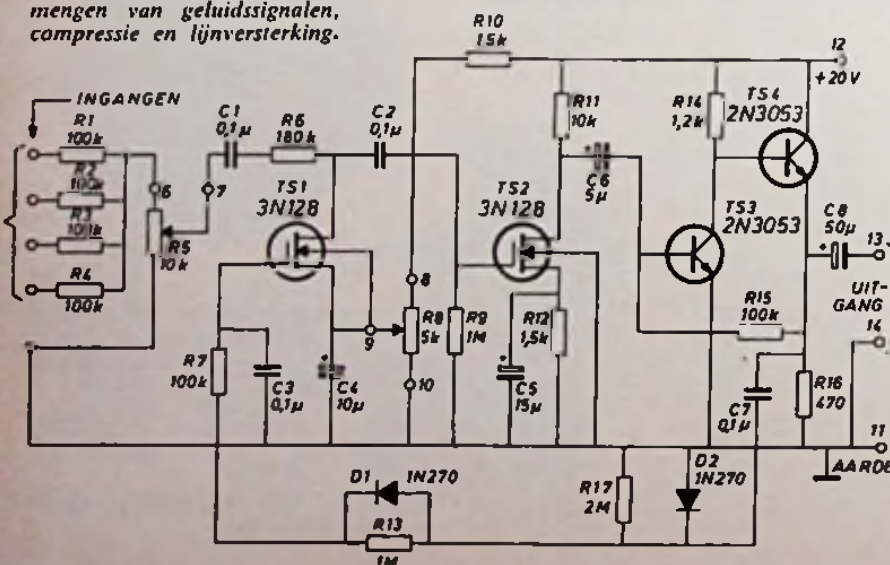 mengen van geluidssignalen,
compressie en lijnversterking.
INGANGEN
R1
100k
R2
100k
R3
100k
R4
100k
6
R5
10k
7
C1
0,1µ
R6
180k
C2
0,1µ
TS1
3N128
R7
100k
C3
0,1µ
C4
10µ
9
8
R8
5k
10
R9
1M
R10
1.5k
R11
10k
TS2
3N128
C6
5µ
R12
1,5k
C5
15µ
R14
1,2k
TS4
2N3053
TS3
2N3053
12
+20V
C8
50µ
13
UIT-
GANG
14
R15
100k
C7
0,1µ
R16
470
11
AARDE
D1
1N270
R13
1M
R17
2M
D2
1N270